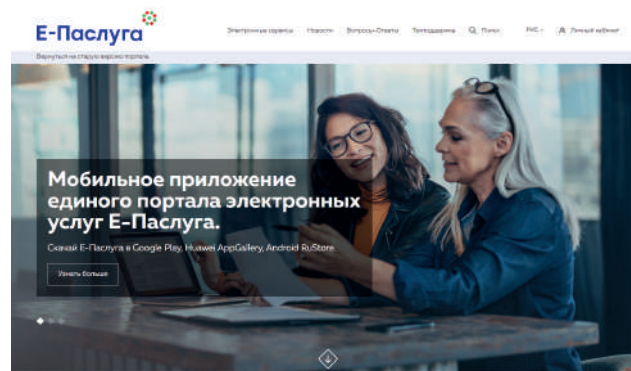 Е-Паслуга
Электронные сервисы Новости Вопросы-Ответы Техподдержка Поиск РУС Личный кабинет
Вернуться на старую версию портала
Мобильное приложение
единого портала электронных
услуг Е-Паслуга.
Скачай Е-Паслуга в Google Play, Huawei AppGallery, Android RuStore.
Узнать больше